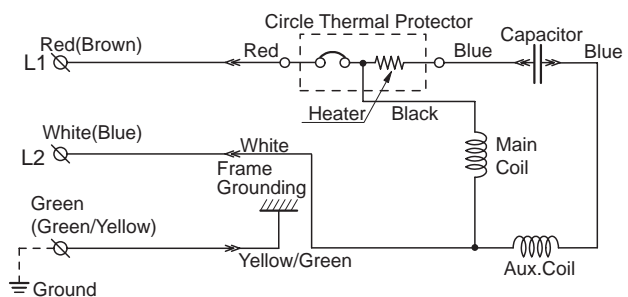 Circle Thermal Protector
Red(Brown)
L1
Red
Blue
Capacitor
Blue
Heater
Black
White(Blue)
L2
White
Main
Coil
Frame
Grounding
Green
(Green/Yellow)
Yellow/Green
Aux.Coil
Ground